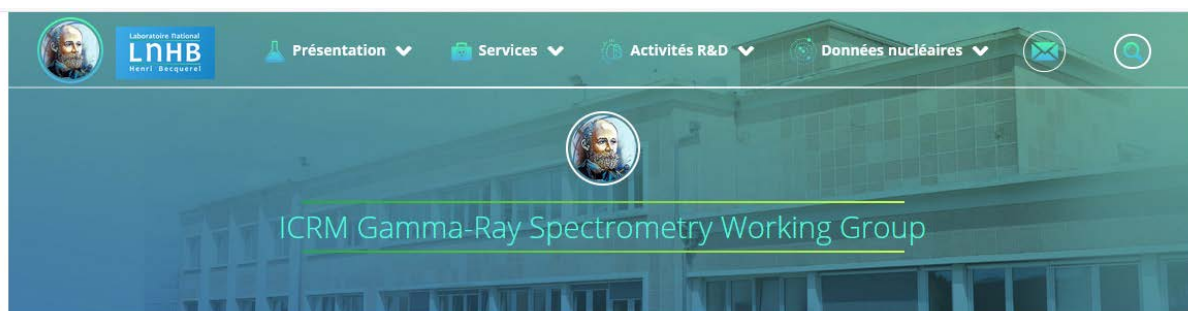 Laboratoire National
LNHB
Henri Becquerel
Présentation
Services
Activités R&D
Données nucléaires
ICRM Gamma-Ray Spectrometry Working Group